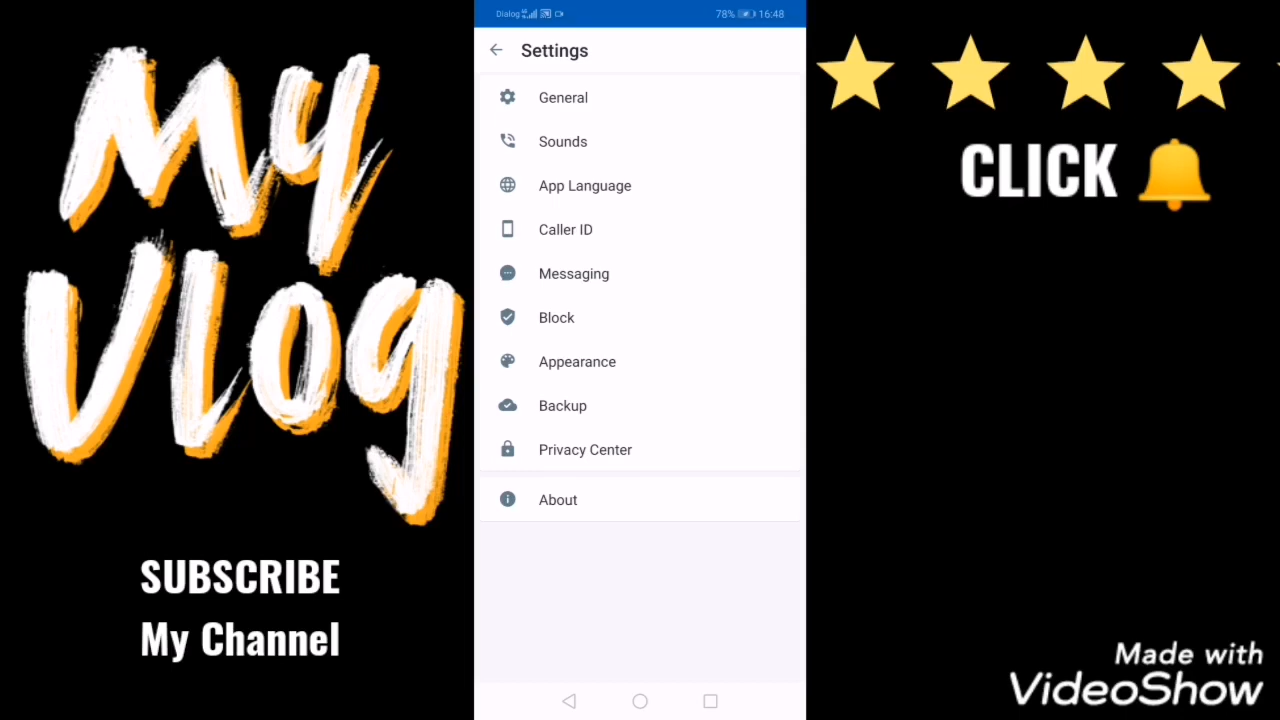 My
Vlog
SUBSCRIBE
My Channel
Dialog
78% 16:48
Settings
General
Sounds
App Language
Caller ID
Messaging
Block
Appearance
Backup
Privacy Center
About
CLICK
Made with
VideoShow